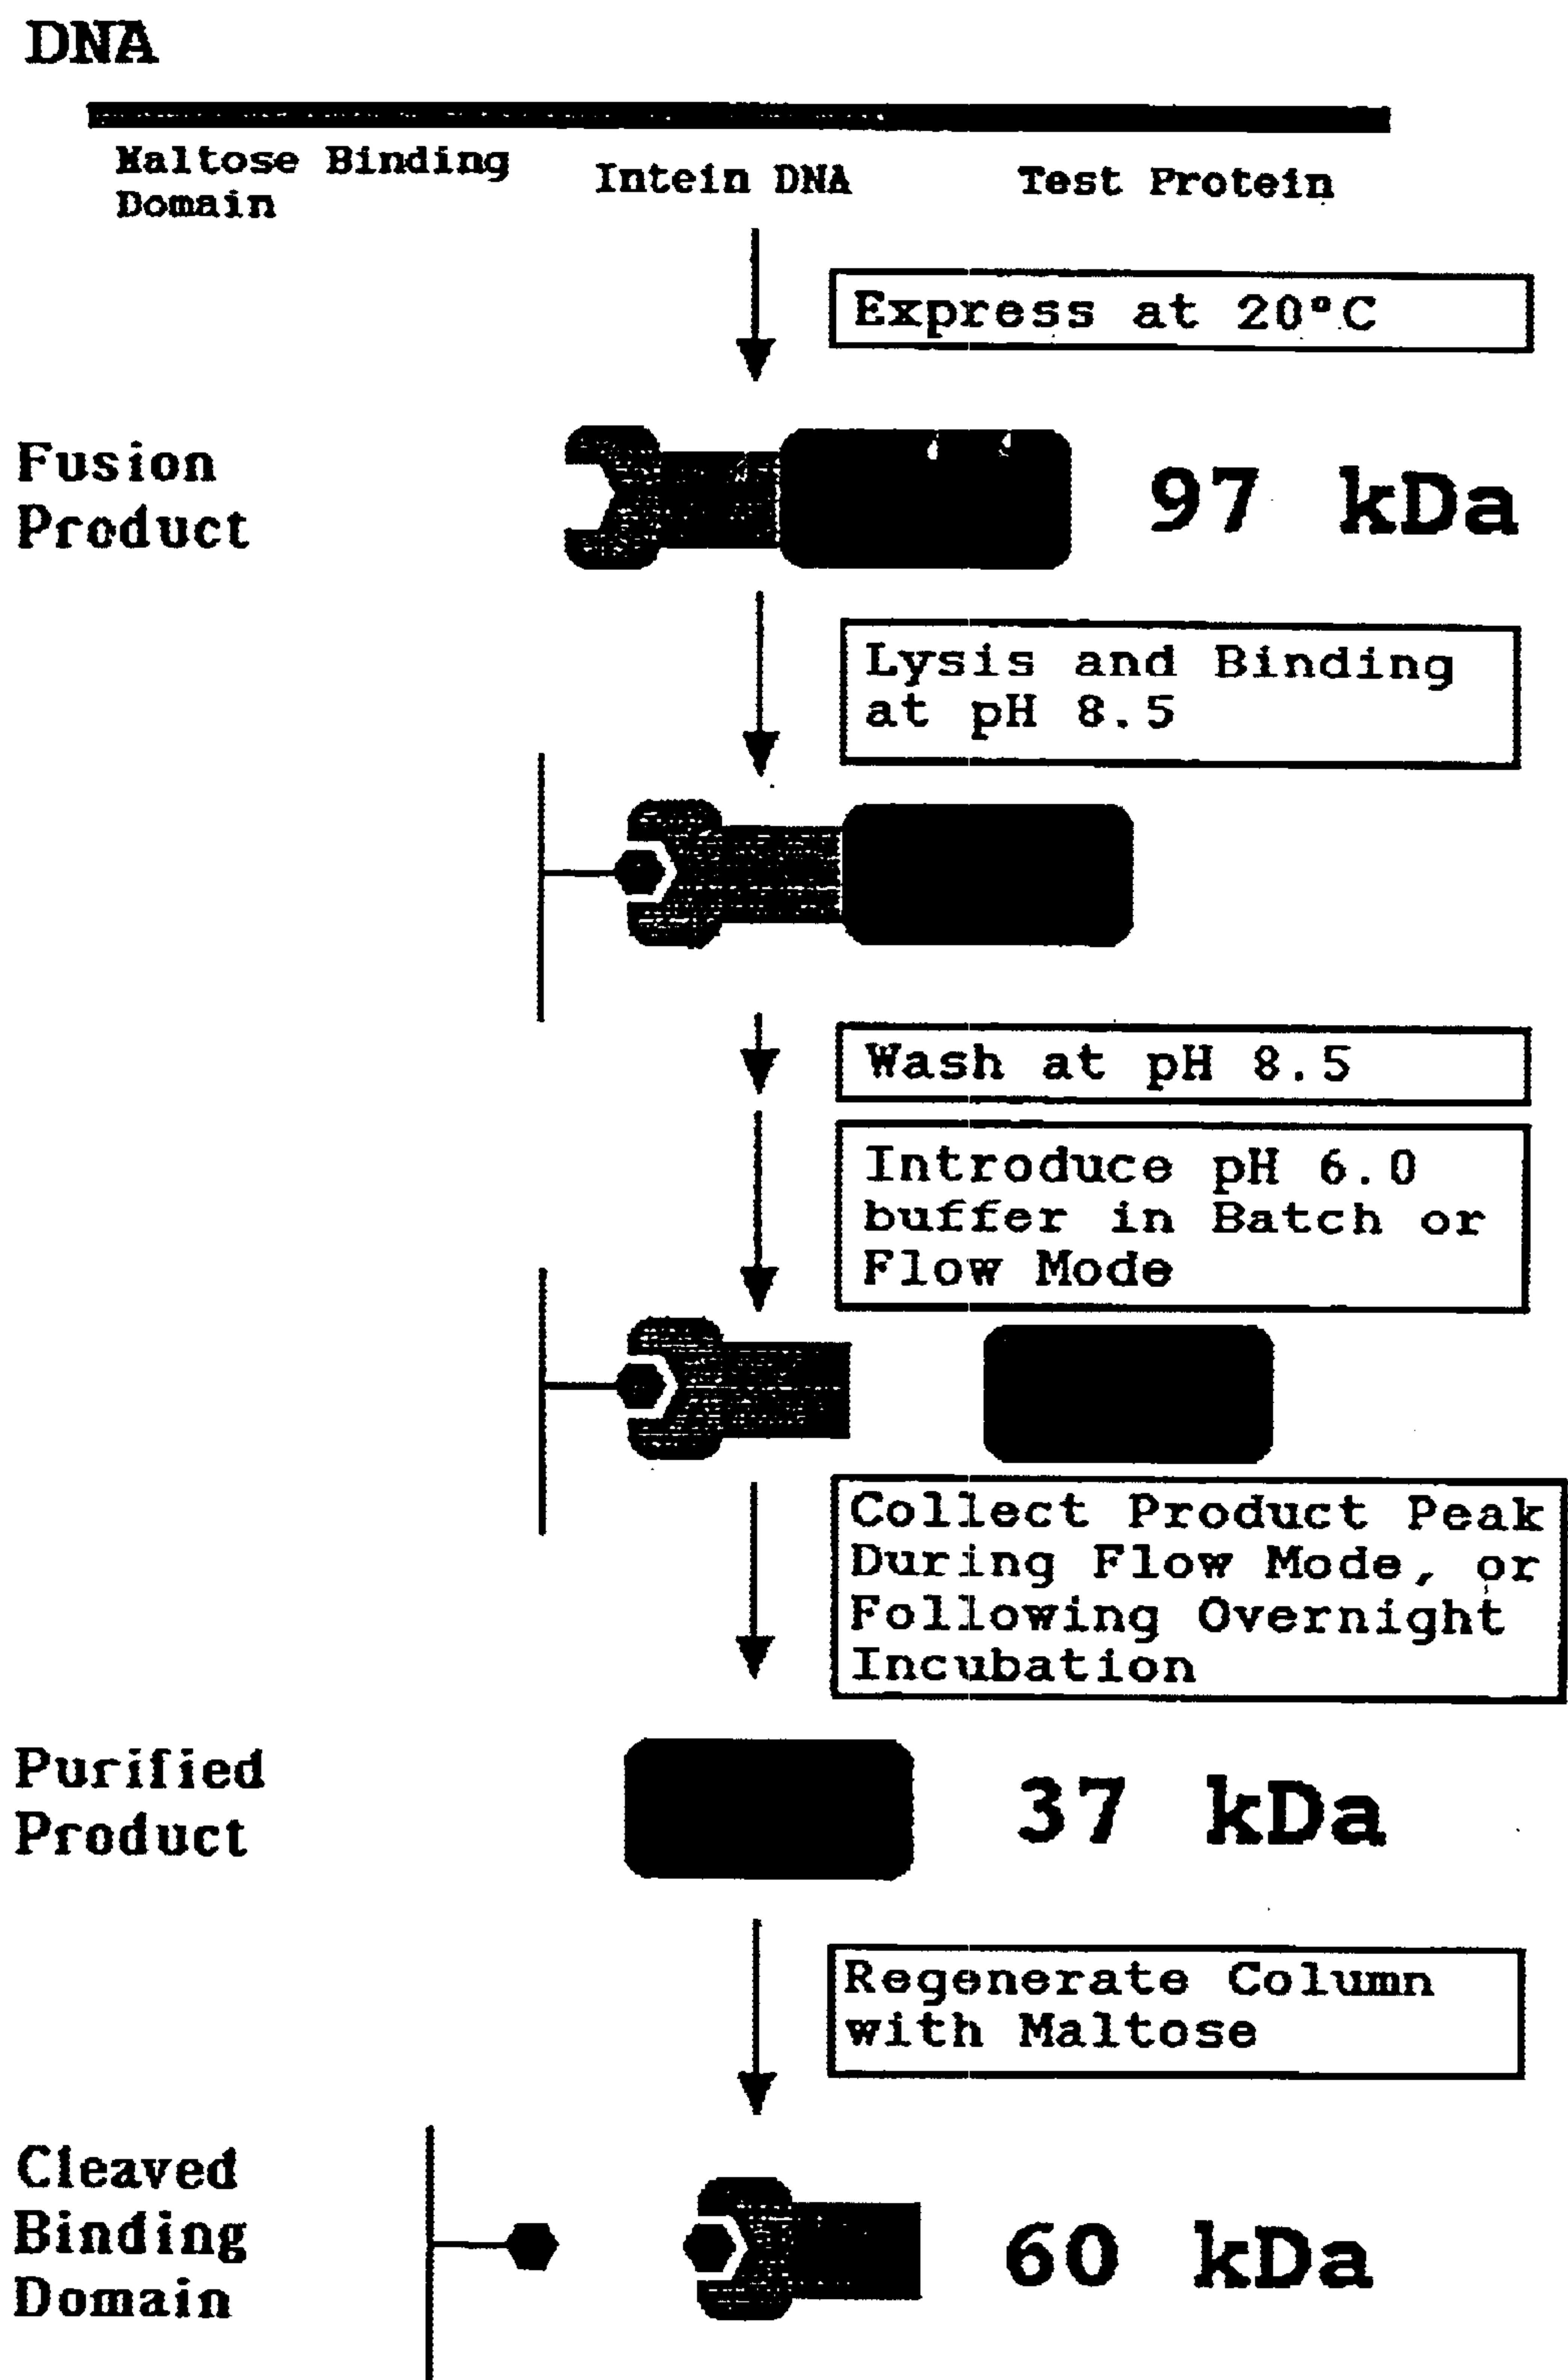 DNA
Maltose Binding
Domain
Intein DNA
Test Protein
Express at 20°C
Fusion
Product
97 kDa
Lysis and Binding
at pH 8.5
Wash at pH 8.5
Introduce pH 6.0
buffer in Batch or
Flow Mode
Collect Product Peak
During Flow Mode, or
Following Overnight
Incubation
Purified
Product
37 kDa
Regenerate Column
with Maltose
Cleaved
Binding
Domain
60 kDa